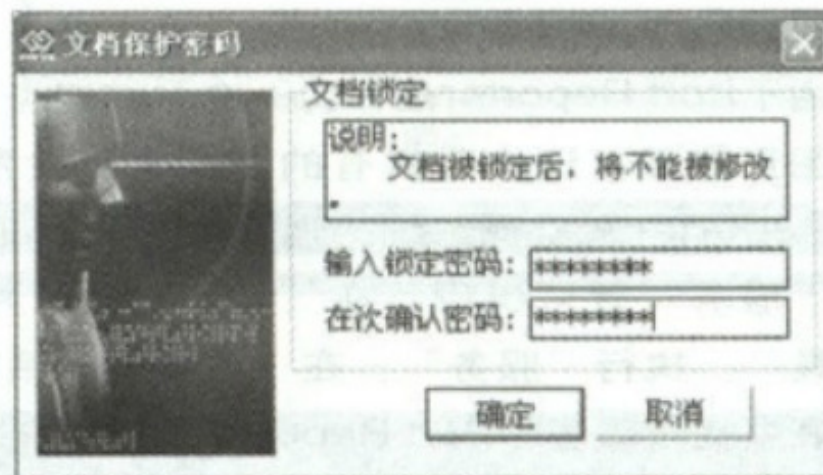 文档保护密码
文档锁定
说明:
文档被锁定后，将不能被修改
。
输入锁定密码: ********
在次确认密码: ********
确定
取消